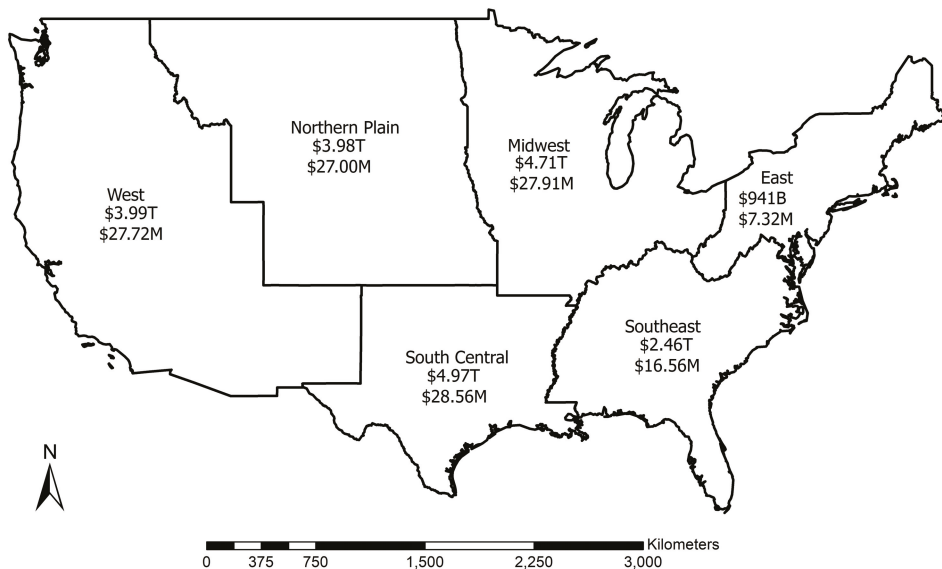 Northern Plain
$3.98T
$27.00M
Midwest
$4.71T
$27.91M
East
$941B
$7.32M
West
$3.99T
$27.72M
Southeast
$2.46T
$16.56M
South Central
$4.97T
$28.56M
N
Kilometers
0 375 750 1,500 2,250 3,000